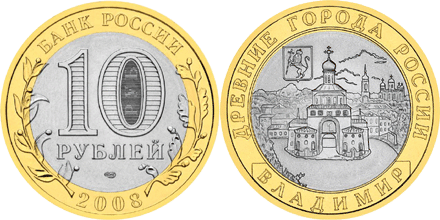 БАНК РОССИИ
10
РУБЛЕЙ
2008
ДРЕВНИЕ ГОРОДА РОССИИ
ВЛАДИМИР